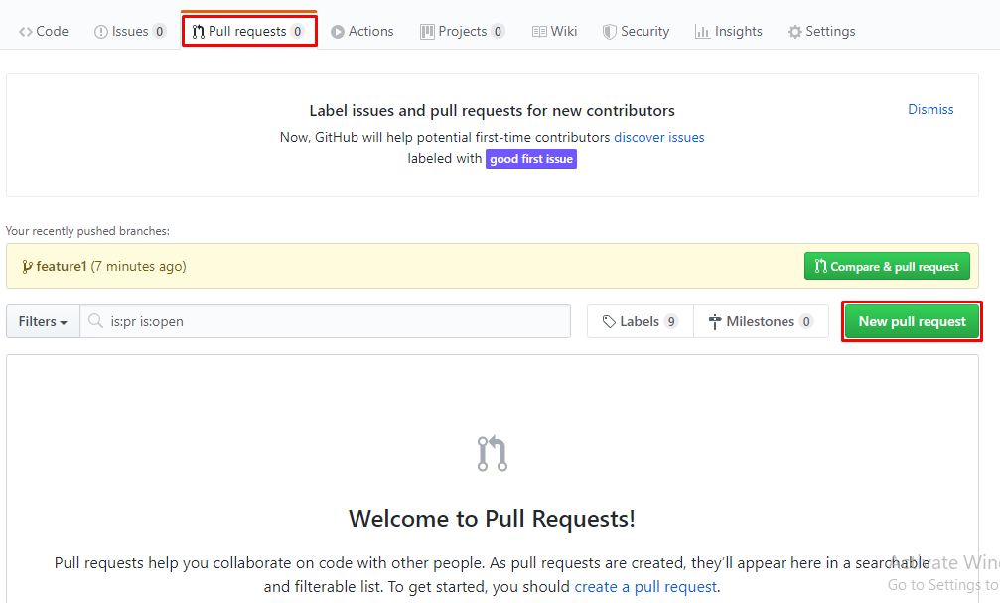 Code Issues 0 Pull requests 0 Actions Projects 0 Wiki Security Insights Settings
Label issues and pull requests for new contributors
Dismiss
Now, GitHub will help potential first-time contributors discover issues
labeled with good first issue
Your recently pushed branches:
feature1 (7 minutes ago)
Compare & pull request
Filters
is:pr is:open
Labels 9
Milestones 0
New pull request
Welcome to Pull Requests!
Pull requests help you collaborate on code with other people. As pull requests are created, they'll appear here in a searchable
and filterable list. To get started, you should create a pull request.
Activate Win
Go to Settings to